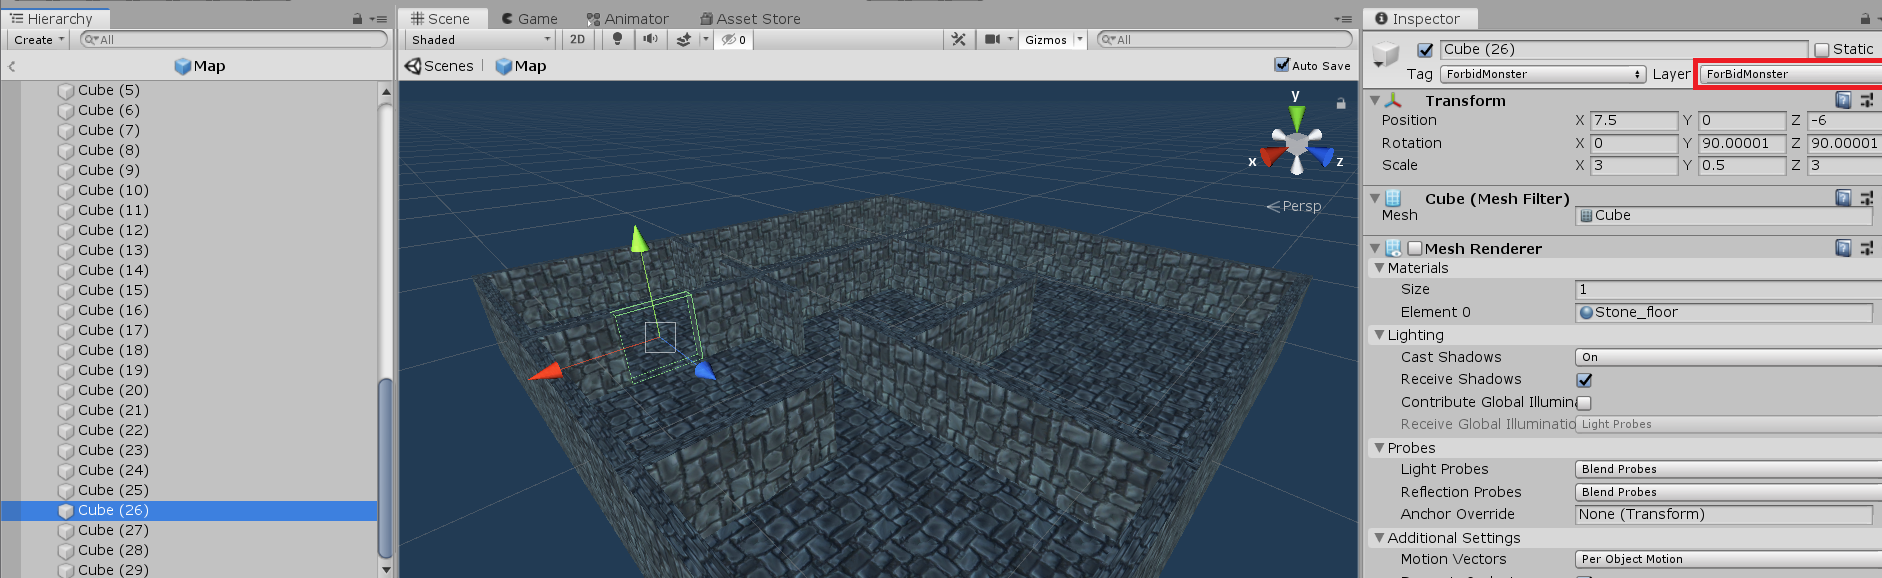 Hierarchy
Create
All
Map
Cube (5)
Cube (6)
Cube (7)
Cube (8)
Cube (9)
Cube (10)
Cube (11)
Cube (12)
Cube (13)
Cube (14)
Cube (15)
Cube (16)
Cube (17)
Cube (18)
Cube (19)
Cube (20)
Cube (21)
Cube (22)
Cube (23)
Cube (24)
Cube (25)
Cube (26)
Cube (27)
Cube (28)
Cube (29)
Scene Game Animator Asset Store
Shaded 2D 0 Gizmos All
Scenes Map Auto Save
y
x z
Persp
Inspector
Cube (26) Static
Tag ForbidMonster Layer ForBidMonster
Transform
Position X 7.5 Y 0 Z -6
Rotation X 0 Y 90.00001 Z 90.00001
Scale X 3 Y 0.5 Z 3
Cube (Mesh Filter)
Mesh Cube
Mesh Renderer
Materials
Size 1
Element 0 Stone_floor
Lighting
Cast Shadows On
Receive Shadows
Contribute Global Illumina
Receive Global Illuminatio Light Probes
Probes
Light Probes Blend Probes
Reflection Probes Blend Probes
Anchor Override None (Transform)
Additional Settings
Motion Vectors Per Object Motion